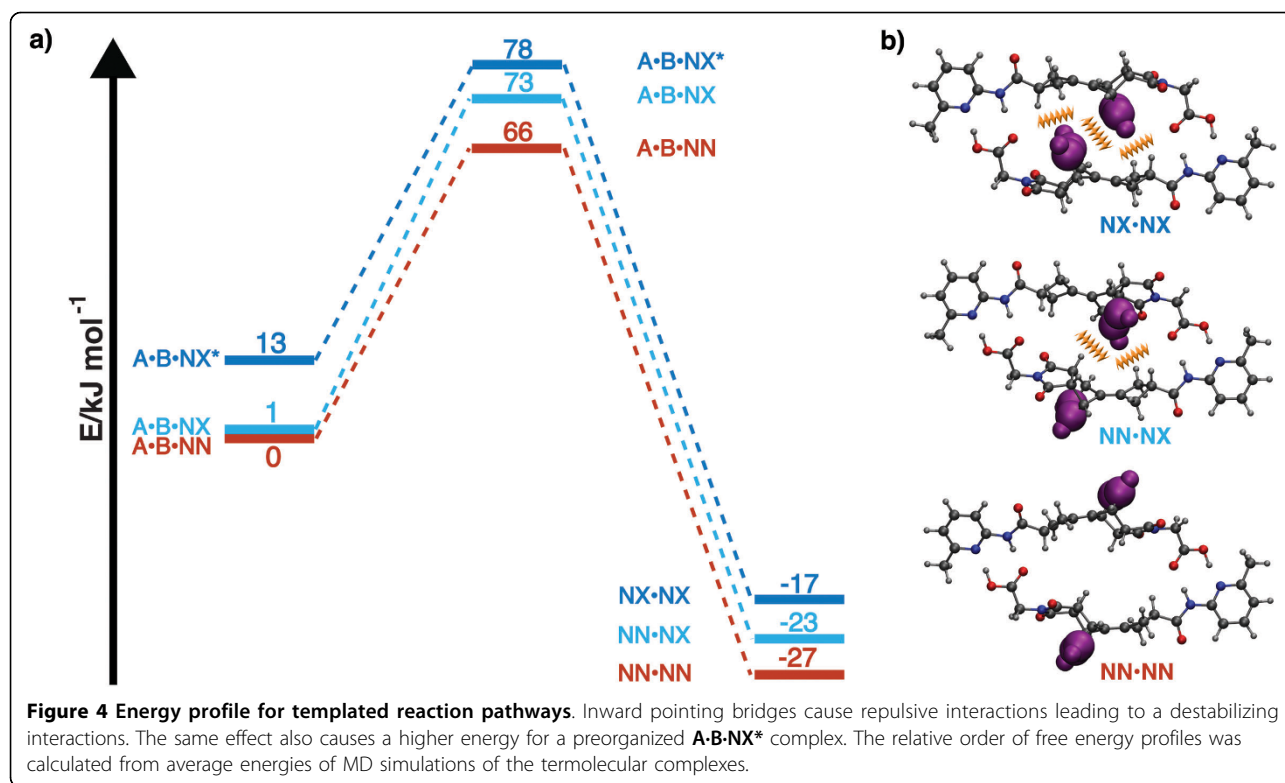 a)
E/kJ mol⁻¹
78
A•B•NX*
73
A•B•NX
66
A•B•NN
A•B•NX*
13
A•B•NX
1
A•B•NN
0
NX•NX
-17
NN•NX
-23
NN•NN
-27
b)
NX•NX
NN•NX
NN•NN
Figure 4 Energy profile for templated reaction pathways. Inward pointing bridges cause repulsive interactions leading to a destabilizing
interactions. The same effect also causes a higher energy for a preorganized A·B·NX* complex. The relative order of free energy profiles was
calculated from average energies of MD simulations of the termolecular complexes.